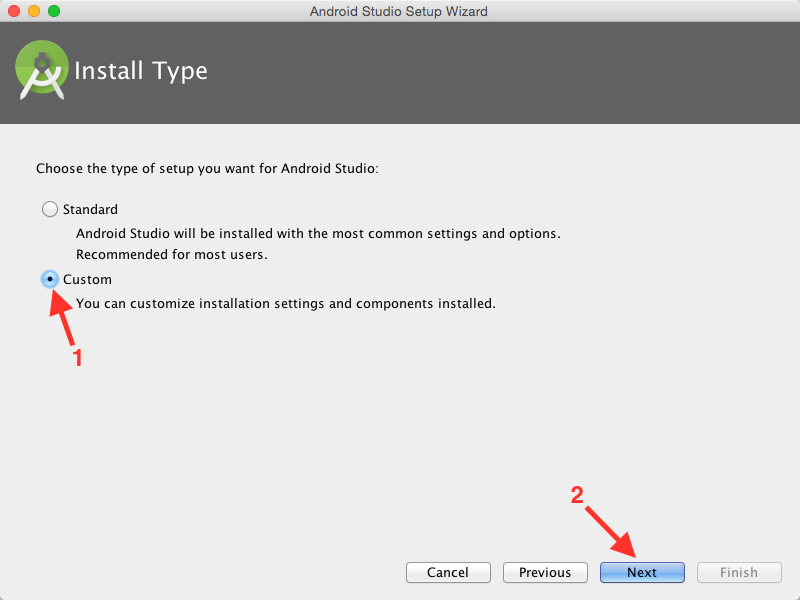 Android Studio Setup Wizard
Install Type
Choose the type of setup you want for Android Studio:
Standard
Android Studio will be installed with the most common settings and options.
Recommended for most users.
Custom
You can customize installation settings and components installed.
1
2
Cancel
Previous
Next
Finish